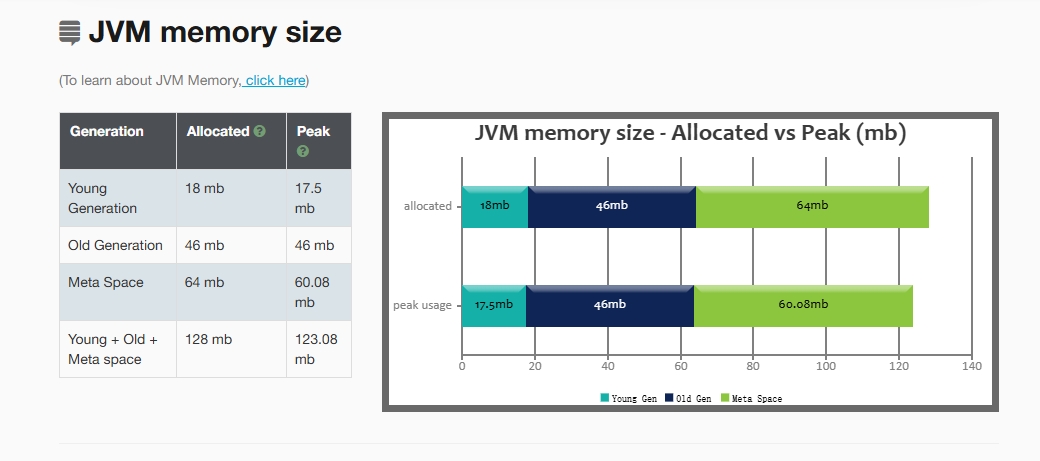 JVM memory size
(To learn about JVM Memory, click here)
Generation Allocated ? Peak
?
Young 18 mb 17.5
Generation mb
Old Generation 46 mb 46 mb
Meta Space 64 mb 60.08
mb
Young + Old + 128 mb 123.08
Meta space mb
JVM memory size - Allocated vs Peak (mb)
allocated 18mb 46mb 64mb
peak usage 17.5mb 46mb 60.08mb
0 20 40 60 80 100 120 140
Young Gen Old Gen Meta Space